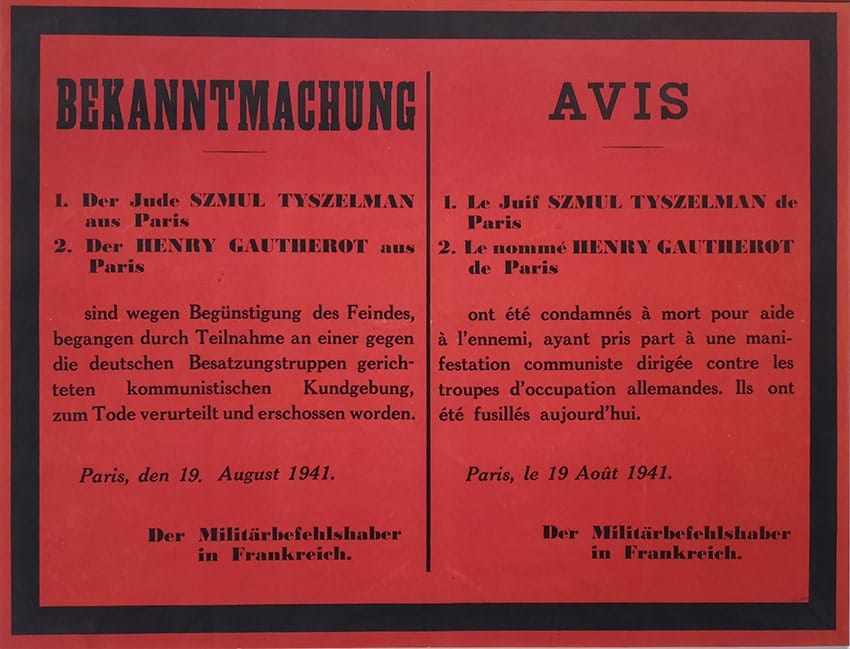 BEKANNTMACHUNG
1. Der Jude SZMUL TYSZELMAN
aus Paris
2. Der HENRY GAUTHEROT aus
Paris
sind wegen Begünstigung des Feindes,
begangen durch Teilnahme an einer gegen
die deutschen Besatzungstruppen gerich-
teten kommunistischen Kundgebung,
zum Tode verurteilt und erschossen worden.
Paris, den 19. August 1941.
Der Militärbefehlshaber
in Frankreich.
AVIS
1. Le Juif SZMUL TYSZELMAN de
Paris
2. Le nommé HENRY GAUTHEROT
de Paris
ont été condamnés à mort pour aide
à l'ennemi, ayant pris part à une mani-
festation communiste dirigée contre les
troupes d'occupation allemandes. Ils ont
été fusillés aujourd'hui.
Paris, le 19 Août 1941.
Der Militärbefehlshaber
in Frankreich.